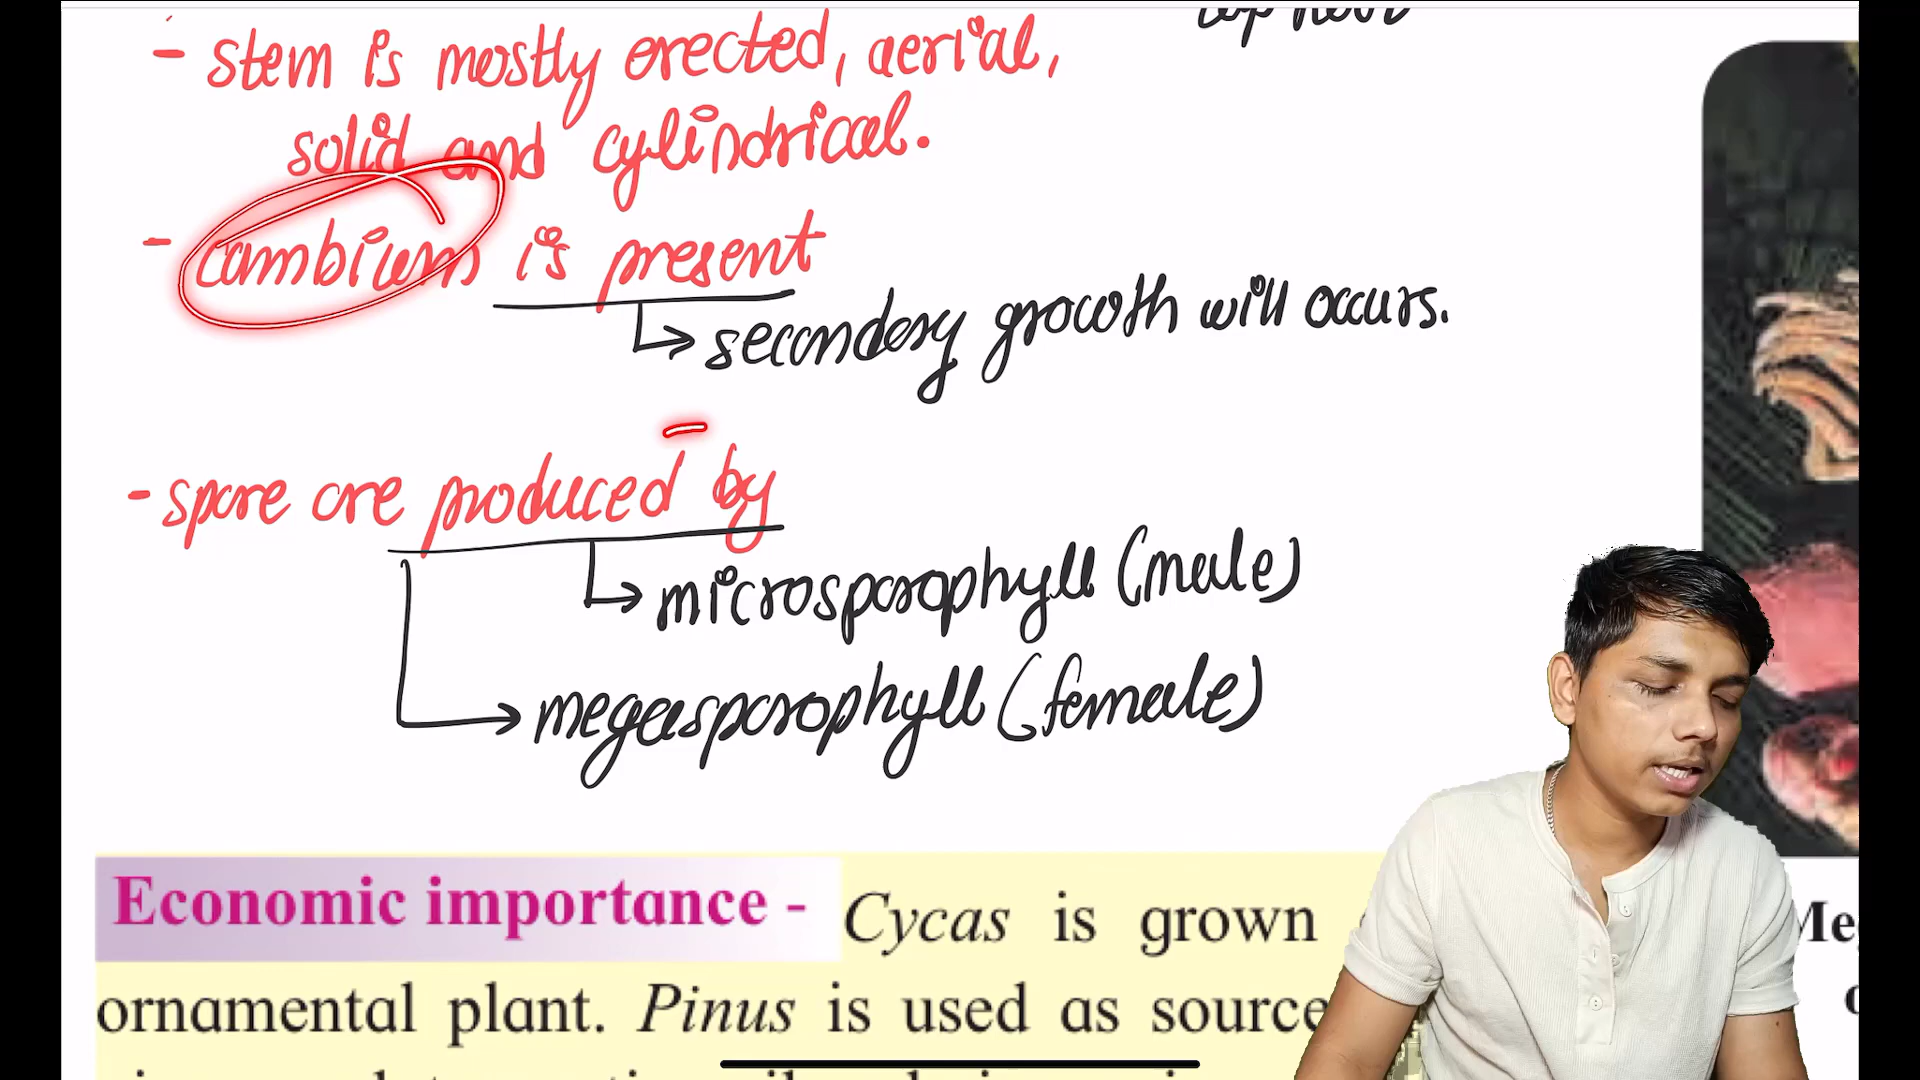 - stem is mostly erected, aerial,
solid and cylindrical.
- cambium is present
→ secondary growth will occurs.
- spore are produced by
→ microsporophyll (male)
→ megasporophyll (female)
Economic importance - Cycas is grown
ornamental plant. Pinus is used as source